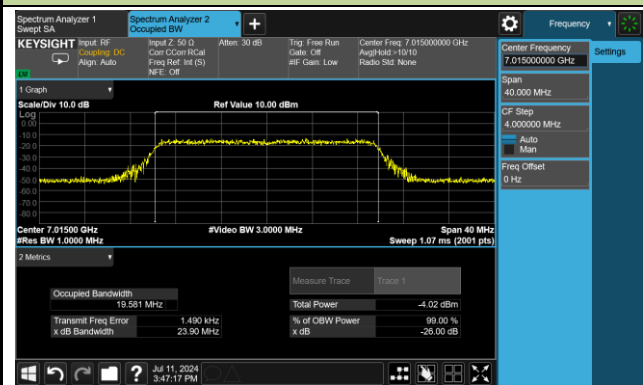 Spectrum Analyzer 1
Swept SA
Spectrum Analyzer 2
Occupied BW
Frequency
KEYSIGHT
Input: RF
Coupling: DC
Align: Auto
Input Z: 50 Ω
Corr CCorr RCal
Freq Ref: Int (S)
NFE: Off
Atten: 30 dB
Trig: Free Run
Gate: Off
#IF Gain: Low
Center Freq: 7.015000000 GHz
Avg|Hold:>10/10
Radio Std: None
Center Frequency
7.015000000 GHz
Settings
Span
40.000 MHz
CF Step
4.000000 MHz
Auto
Man
Freq Offset
0 Hz
1 Graph
Scale/Div 10.0 dB
Ref Value 10.00 dBm
Log
0.00
-10.0
-20.0
-30.0
-40.0
-50.0
-60.0
-70.0
-80.0
Center 7.01500 GHz
#Video BW 3.0000 MHz
Span 40 MHz
#Res BW 1.0000 MHz
Sweep 1.07 ms (2001 pts)
2 Metrics
Measure Trace
Trace 1
Occupied Bandwidth
19.581 MHz
Total Power
-4.02 dBm
Transmit Freq Error
1.490 kHz
% of OBW Power
99.00 %
x dB Bandwidth
23.90 MHz
x dB
-26.00 dB
Jul 11, 2024
3:47:17 PM